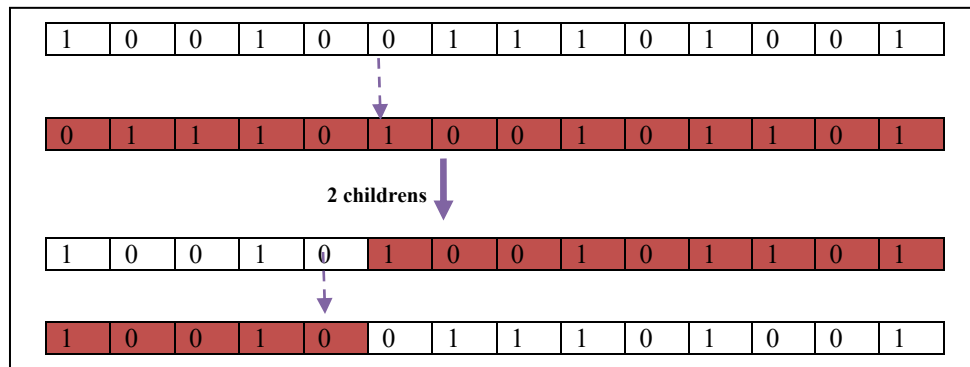 1 0 0 1 0 0 1 1 1 0 1 0 0 1
0 1 1 1 0 1 0 0 1 0 1 1 0 1
2 childrens
1 0 0 1 0 1 0 0 1 0 1 1 0 1
1 0 0 1 0 0 1 1 1 0 1 0 0 1